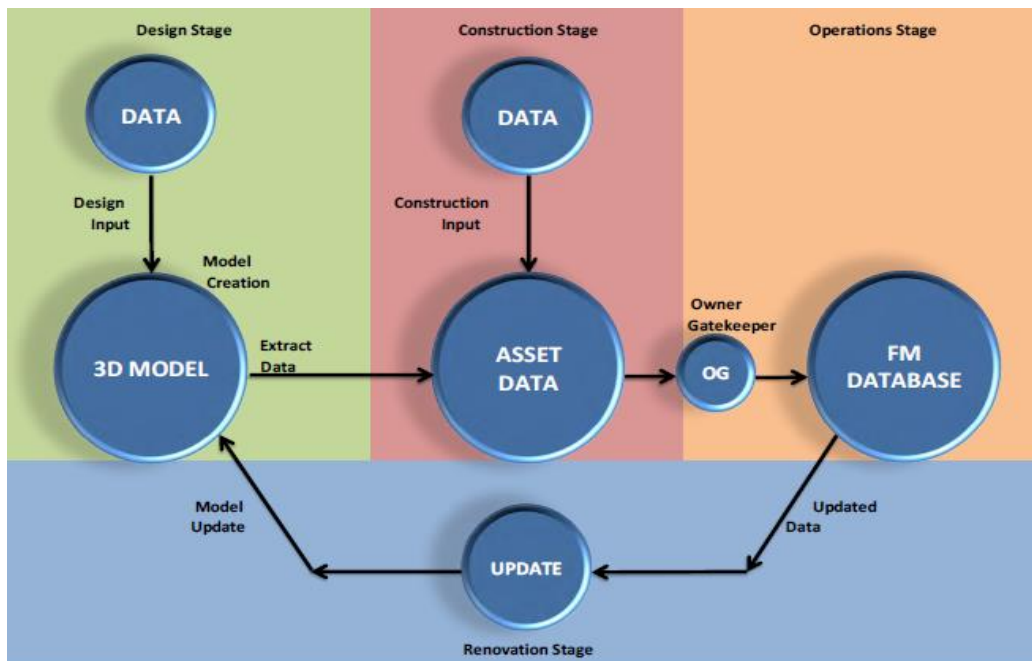 Design Stage
Construction Stage
Operations Stage
DATA
DATA
Design
Input
Construction
Input
Model
Creation
Owner
Gatekeeper
3D MODEL
Extract
Data
ASSET
DATA
OG
FM
DATABASE
Model
Update
Updated
Data
UPDATE
Renovation Stage